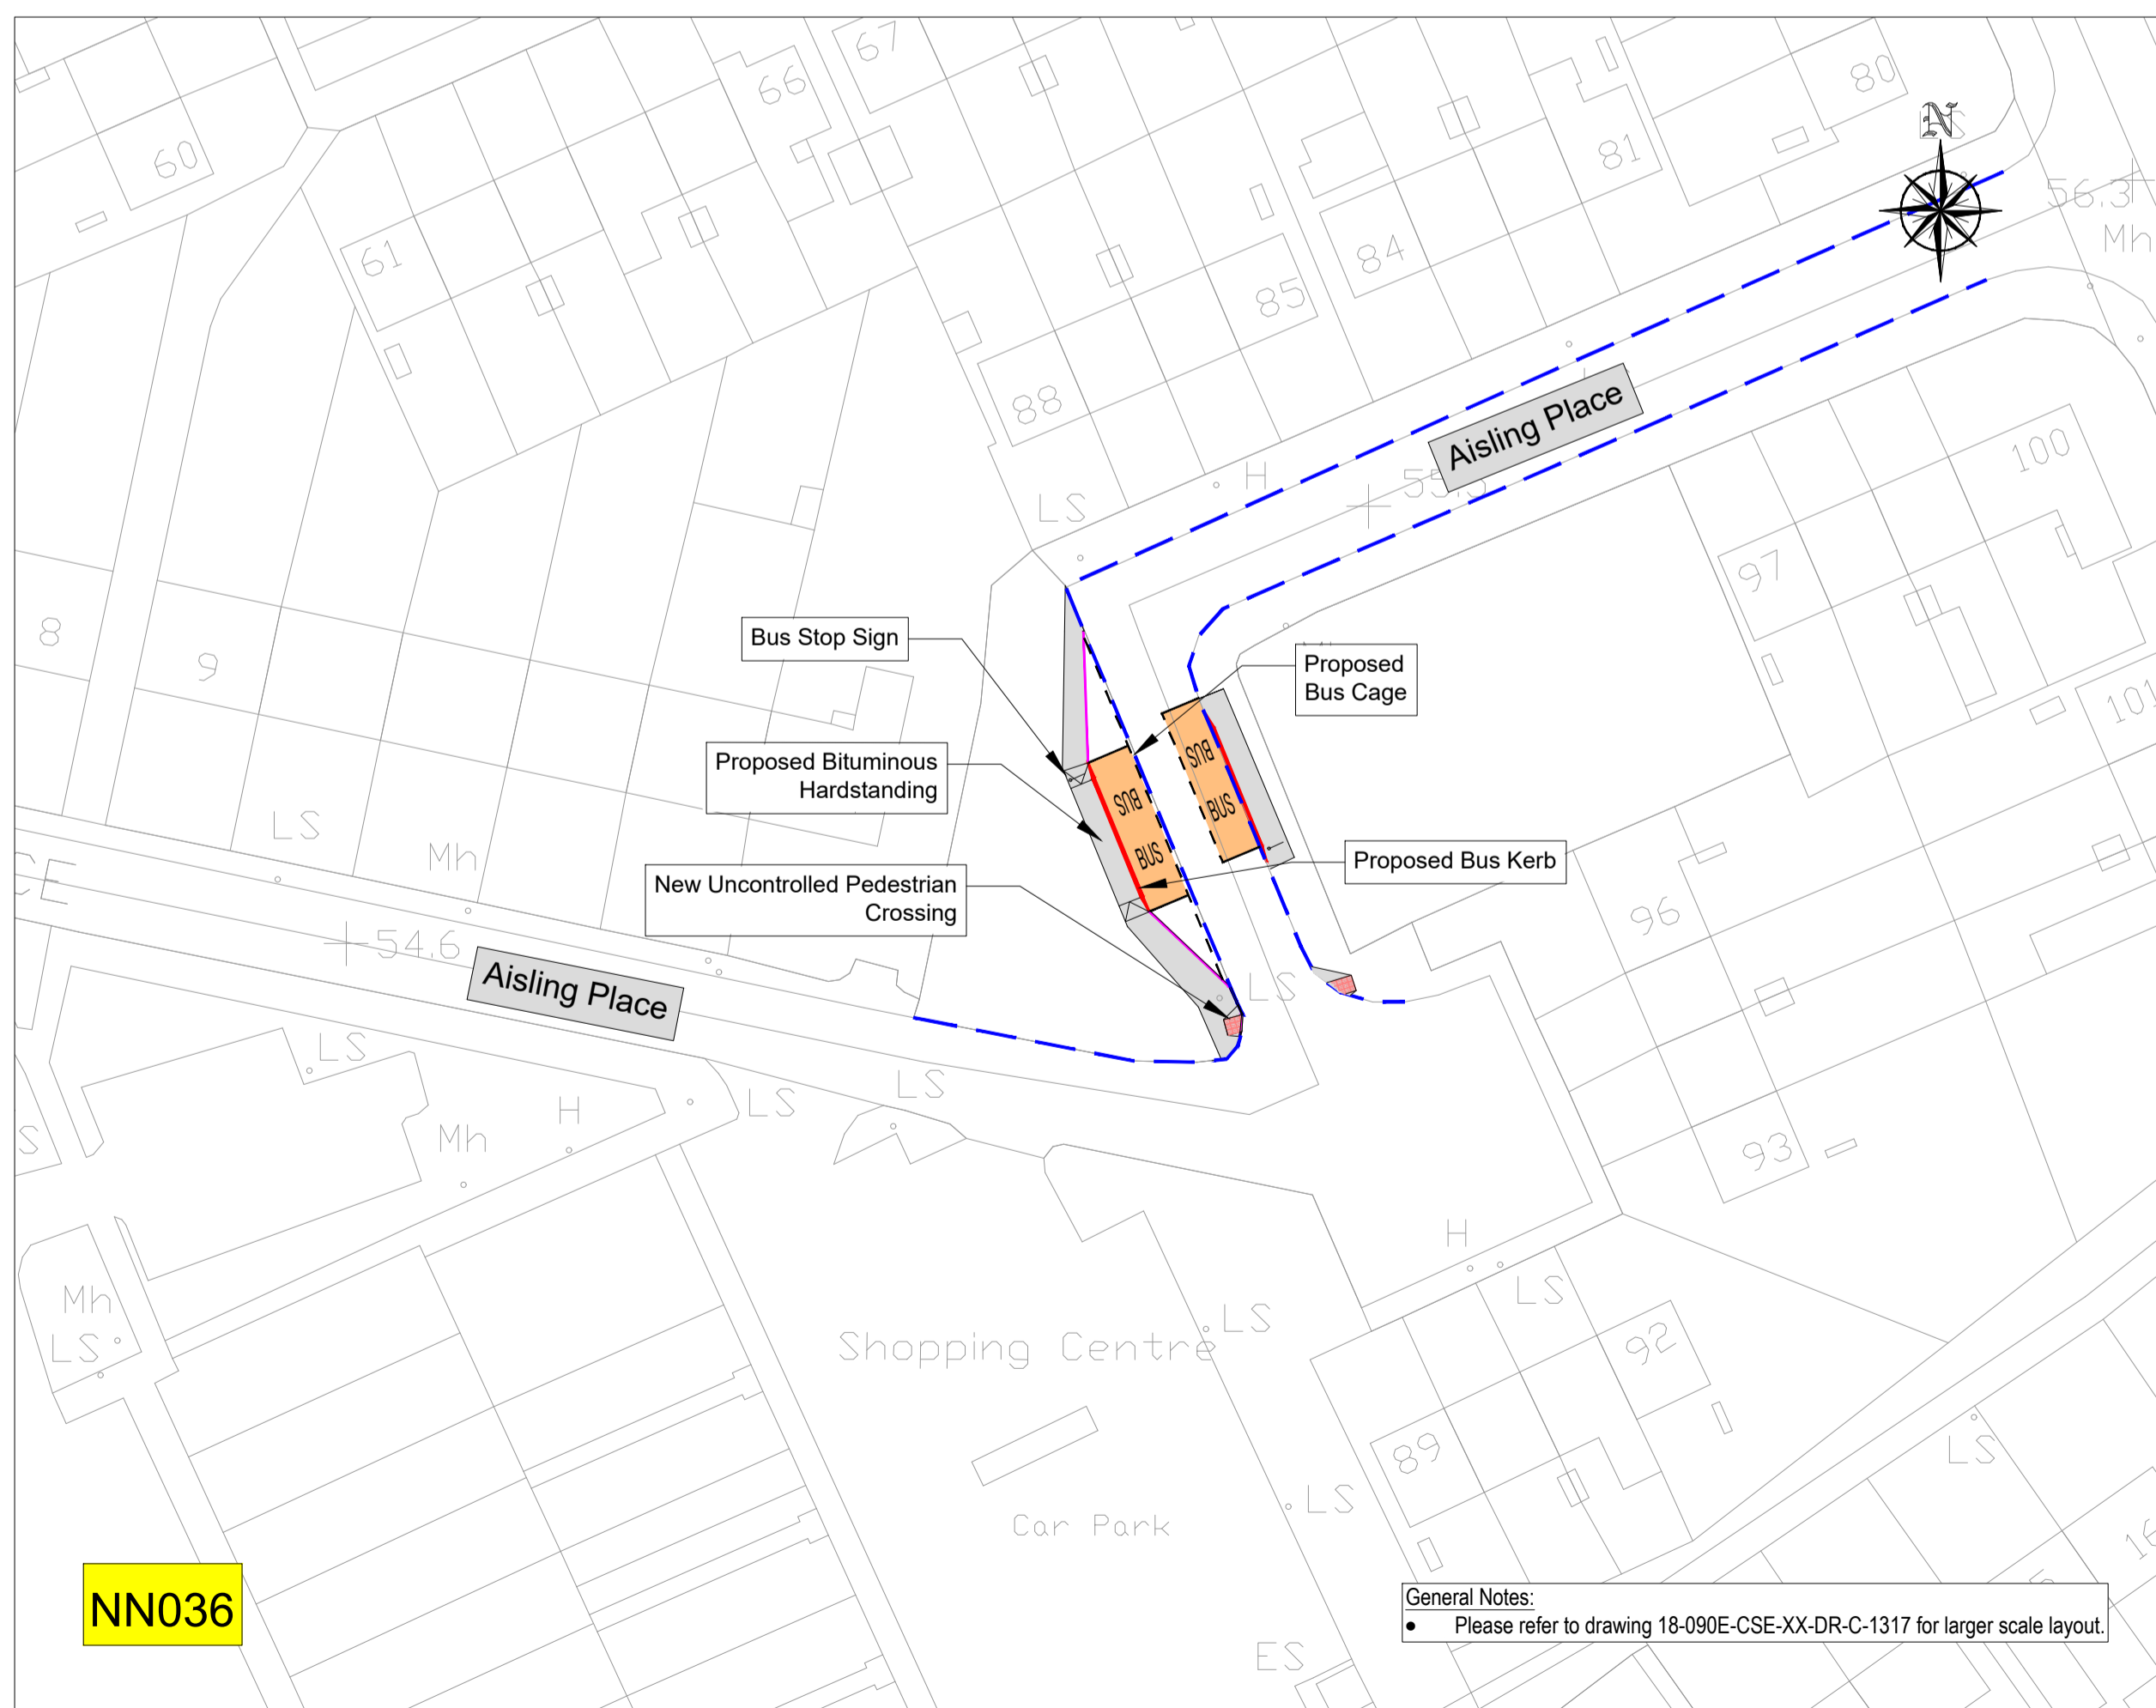 67
66
80
60
N
81
56.3
61
84
Mh
85
88
Aisling Place
100
H
LS
97
8
Bus Stop Sign
9
Proposed
Bus Cage
101
BUS
BUS
Proposed Bituminous
Hardstanding
BUS
BUS
LS
Mh
Proposed Bus Kerb
New Uncontrolled Pedestrian
Crossing
96
54.6
Aisling Place
LS
LS
LS
LS
H
Mh
93
H
Mh
LS
LS
LS
Shopping Centre
92
89
LS
LS
Car Park
NN036
General Notes:
• Please refer to drawing 18-090E-CSE-XX-DR-C-1317 for larger scale layout.
ES